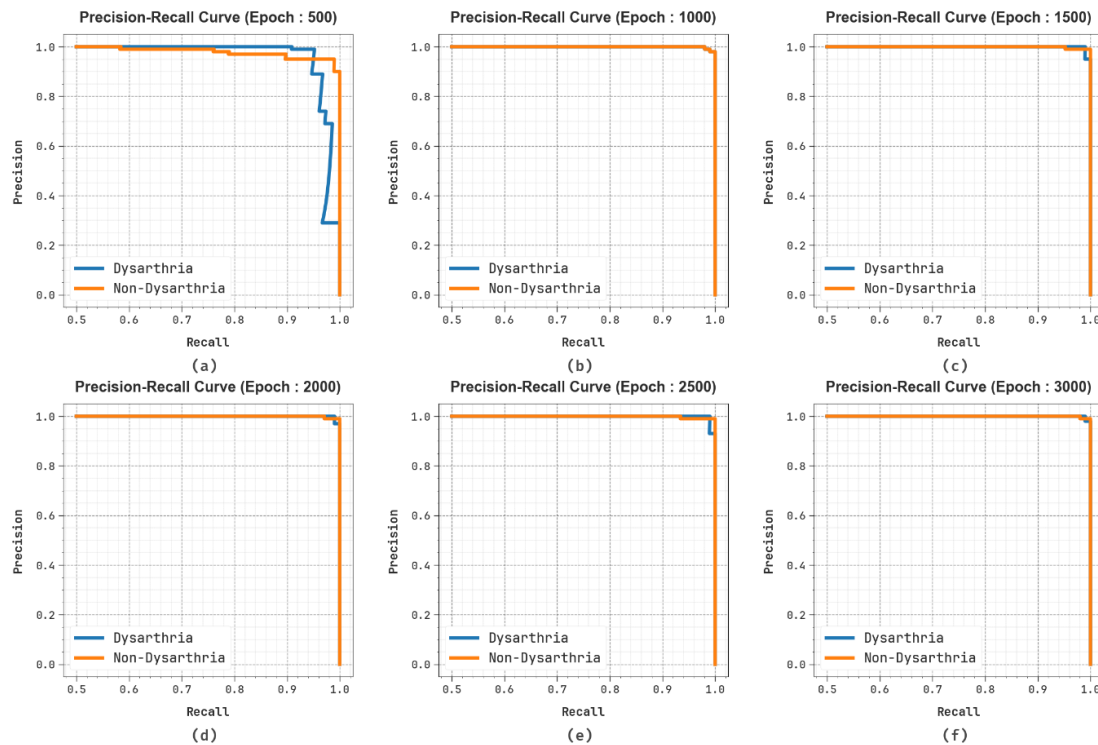 Precision-Recall Curve (Epoch : 500)
1.0
0.8
0.6
0.4
0.2
0.0
Precision
Dysarthria
Non-Dysarthria
0.5 0.6 0.7 0.8 0.9 1.0
Recall
(a)
Precision-Recall Curve (Epoch : 1000)
1.0
0.8
0.6
0.4
0.2
0.0
Precision
Dysarthria
Non-Dysarthria
0.5 0.6 0.7 0.8 0.9 1.0
Recall
(b)
Precision-Recall Curve (Epoch : 1500)
1.0
0.8
0.6
0.4
0.2
0.0
Precision
Dysarthria
Non-Dysarthria
0.5 0.6 0.7 0.8 0.9 1.0
Recall
(c)
Precision-Recall Curve (Epoch : 2000)
1.0
0.8
0.6
0.4
0.2
0.0
Precision
Dysarthria
Non-Dysarthria
0.5 0.6 0.7 0.8 0.9 1.0
Recall
(d)
Precision-Recall Curve (Epoch : 2500)
1.0
0.8
0.6
0.4
0.2
0.0
Precision
Dysarthria
Non-Dysarthria
0.5 0.6 0.7 0.8 0.9 1.0
Recall
(e)
Precision-Recall Curve (Epoch : 3000)
1.0
0.8
0.6
0.4
0.2
0.0
Precision
Dysarthria
Non-Dysarthria
0.5 0.6 0.7 0.8 0.9 1.0
Recall
(f)